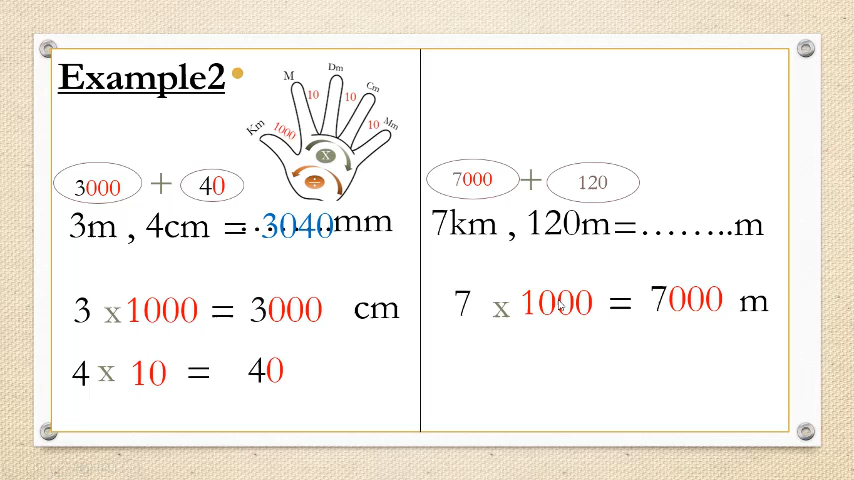 Example2
Km 1000 M 10 Dm 10 Cm 10 Mm
x
÷
3000 + 40
3m , 4cm = ........ 3040 mm
3 x 1000 = 3000 cm
4 x 10 = 40
7000 + 120
7km , 120m=……..m
7 x 1000 = 7000 m